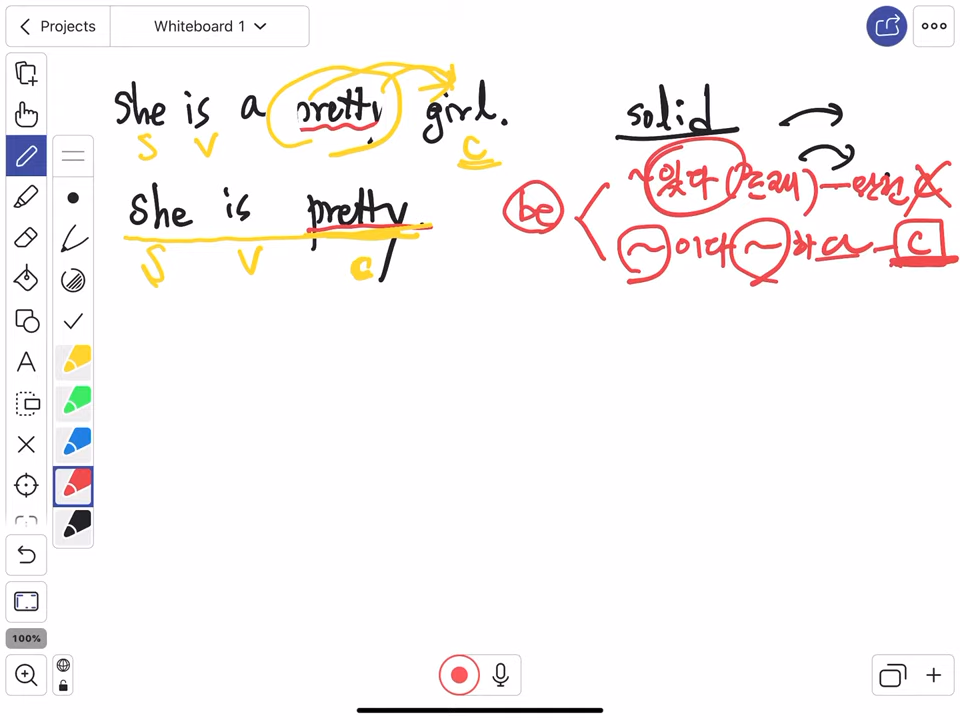 Projects
Whiteboard 1
She is a pretty girl.
S V C
She is pretty.
S V C
solid
be
~있다 (존재) — 완전
~이다 ~하다 — C
A
100%